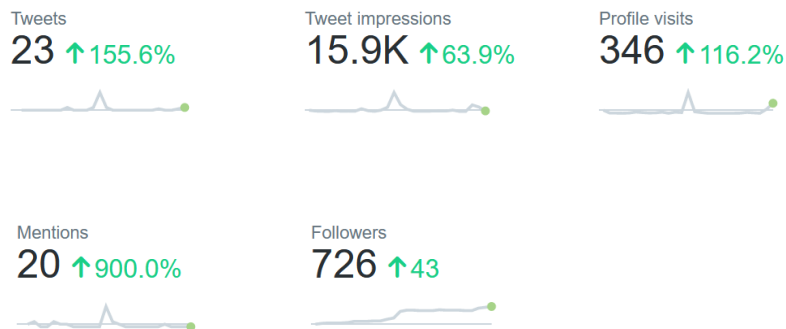 Tweets
23 ↑155.6%
Tweet impressions
15.9K ↑63.9%
Profile visits
346 ↑116.2%
Mentions
20 ↑900.0%
Followers
726 ↑43